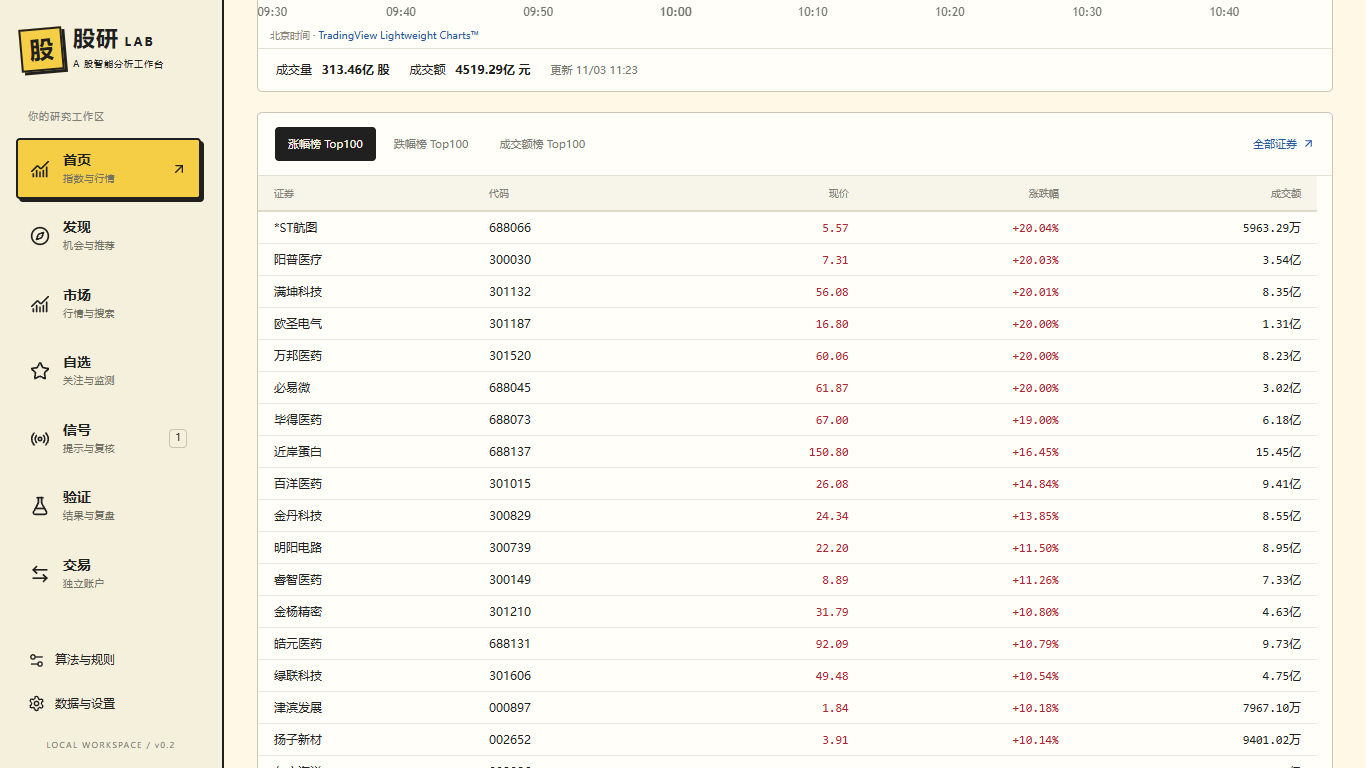 股
股研 LAB
A 股智能分析工作台
你的研究工作区
首页
指数与行情
发现
机会与推荐
市场
行情与搜索
自选
关注与监测
信号
提示与复核
1
验证
结果与复盘
交易
独立账户
算法与规则
数据与设置
LOCAL WORKSPACE / v0.2
09:30 09:40 09:50 10:00 10:10 10:20 10:30 10:40
北京时间 · TradingView Lightweight Charts™
成交量 313.46亿 股 成交额 4519.29亿 元 更新 11/03 11:23
涨幅榜 Top100 跌幅榜 Top100 成交额榜 Top100 全部证券
证券 代码 现价 涨跌幅 成交额
*ST航图 688066 5.57 +20.04% 5963.29万
阳普医疗 300030 7.31 +20.03% 3.54亿
满坤科技 301132 56.08 +20.01% 8.35亿
欧圣电气 301187 16.80 +20.00% 1.31亿
万邦医药 301520 60.06 +20.00% 8.23亿
必易微 688045 61.87 +20.00% 3.02亿
毕得医药 688073 67.00 +19.00% 6.18亿
近岸蛋白 688137 150.80 +16.45% 15.45亿
百洋医药 301015 26.08 +14.84% 9.41亿
金丹科技 300829 24.34 +13.85% 8.55亿
明阳电路 300739 22.20 +11.50% 8.95亿
睿智医药 300149 8.89 +11.26% 7.33亿
金杨精密 301210 31.79 +10.80% 4.63亿
皓元医药 688131 92.09 +10.79% 9.73亿
绿联科技 301606 49.48 +10.54% 4.75亿
津滨发展 000897 1.84 +10.18% 7967.10万
扬子新材 002652 3.91 +10.14% 9401.02万